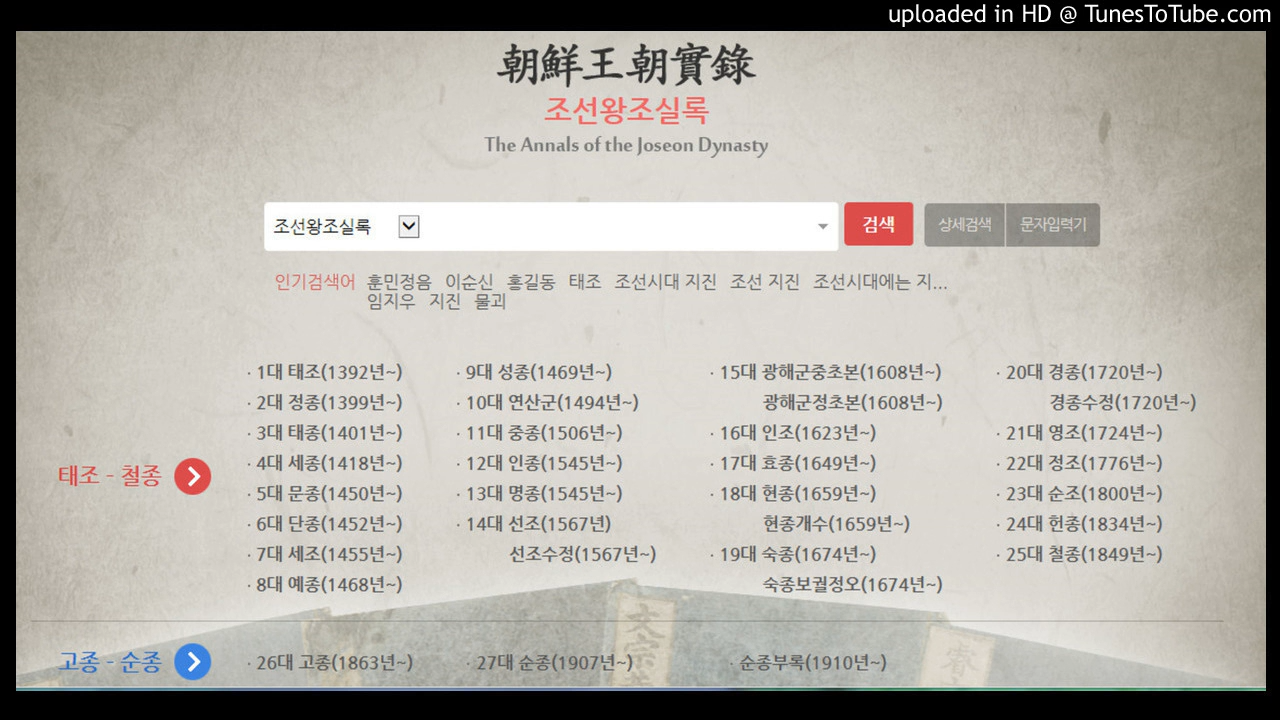 uploaded in HD @ TunesToTube.com
朝鮮王朝實錄
조선왕조실록
The Annals of the Joseon Dynasty
조선왕조실록 검색 상세검색 문자입력기
인기검색어 훈민정음 이순신 홍길동 태조 조선시대 지진 조선 지진 조선시대에는 지...
임지우 지진 물괴
태조 - 철종
· 1대 태조(1392년~)
· 2대 정종(1399년~)
· 3대 태종(1401년~)
· 4대 세종(1418년~)
· 5대 문종(1450년~)
· 6대 단종(1452년~)
· 7대 세조(1455년~)
· 8대 예종(1468년~)
· 9대 성종(1469년~)
· 10대 연산군(1494년~)
· 11대 중종(1506년~)
· 12대 인종(1545년~)
· 13대 명종(1545년~)
· 14대 선조(1567년)
선조수정(1567년~)
· 15대 광해군중초본(1608년~)
광해군정초본(1608년~)
· 16대 인조(1623년~)
· 17대 효종(1649년~)
· 18대 현종(1659년~)
현종개수(1659년~)
· 19대 숙종(1674년~)
숙종보궐정오(1674년~)
· 20대 경종(1720년~)
경종수정(1720년~)
· 21대 영조(1724년~)
· 22대 정조(1776년~)
· 23대 순조(1800년~)
· 24대 헌종(1834년~)
· 25대 철종(1849년~)
고종 - 순종
· 26대 고종(1863년~)
· 27대 순종(1907년~)
· 순종부록(1910년~)
文宗